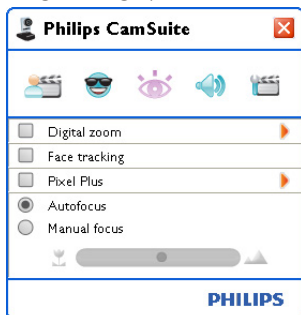 Philips CamSuite
Digital zoom
Face tracking
Pixel Plus
Autofocus
Manual focus
PHILIPS